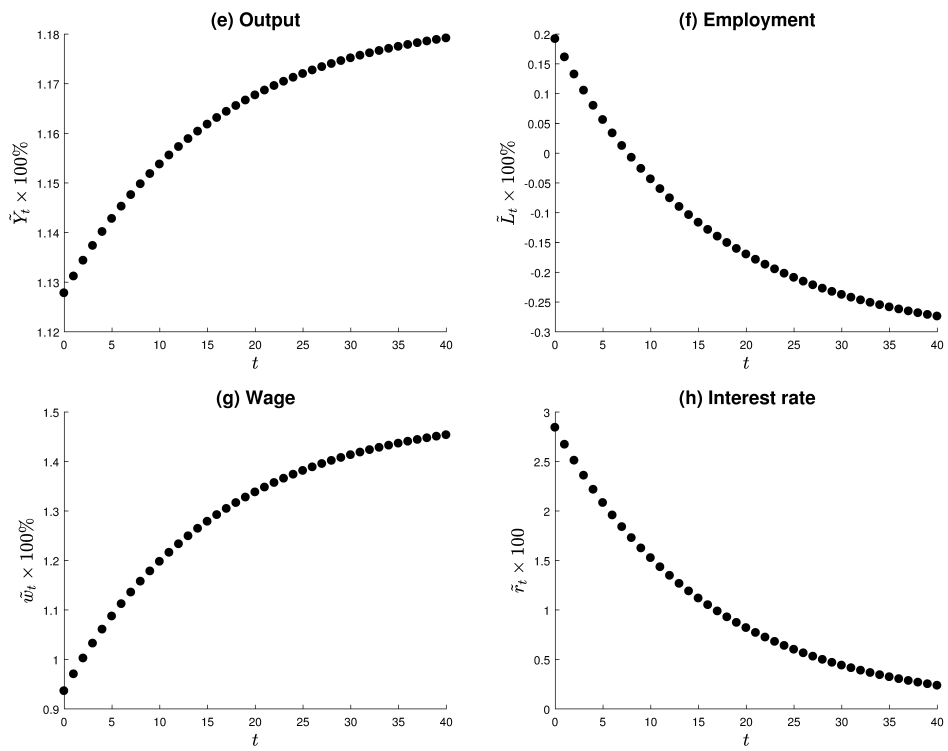 (e) Output
1.18
1.17
1.16
1.15
1.14
1.13
1.12
Ỹ_t × 100%
0 5 10 15 20 25 30 35 40
t
(f) Employment
0.2
0.15
0.1
0.05
0
-0.05
-0.1
-0.15
-0.2
-0.25
-0.3
L̃_t × 100%
0 5 10 15 20 25 30 35 40
t
(g) Wage
1.5
1.4
1.3
1.2
1.1
1
0.9
w̃_t × 100%
0 5 10 15 20 25 30 35 40
t
(h) Interest rate
3
2.5
2
1.5
1
0.5
0
r̃_t × 100
0 5 10 15 20 25 30 35 40
t